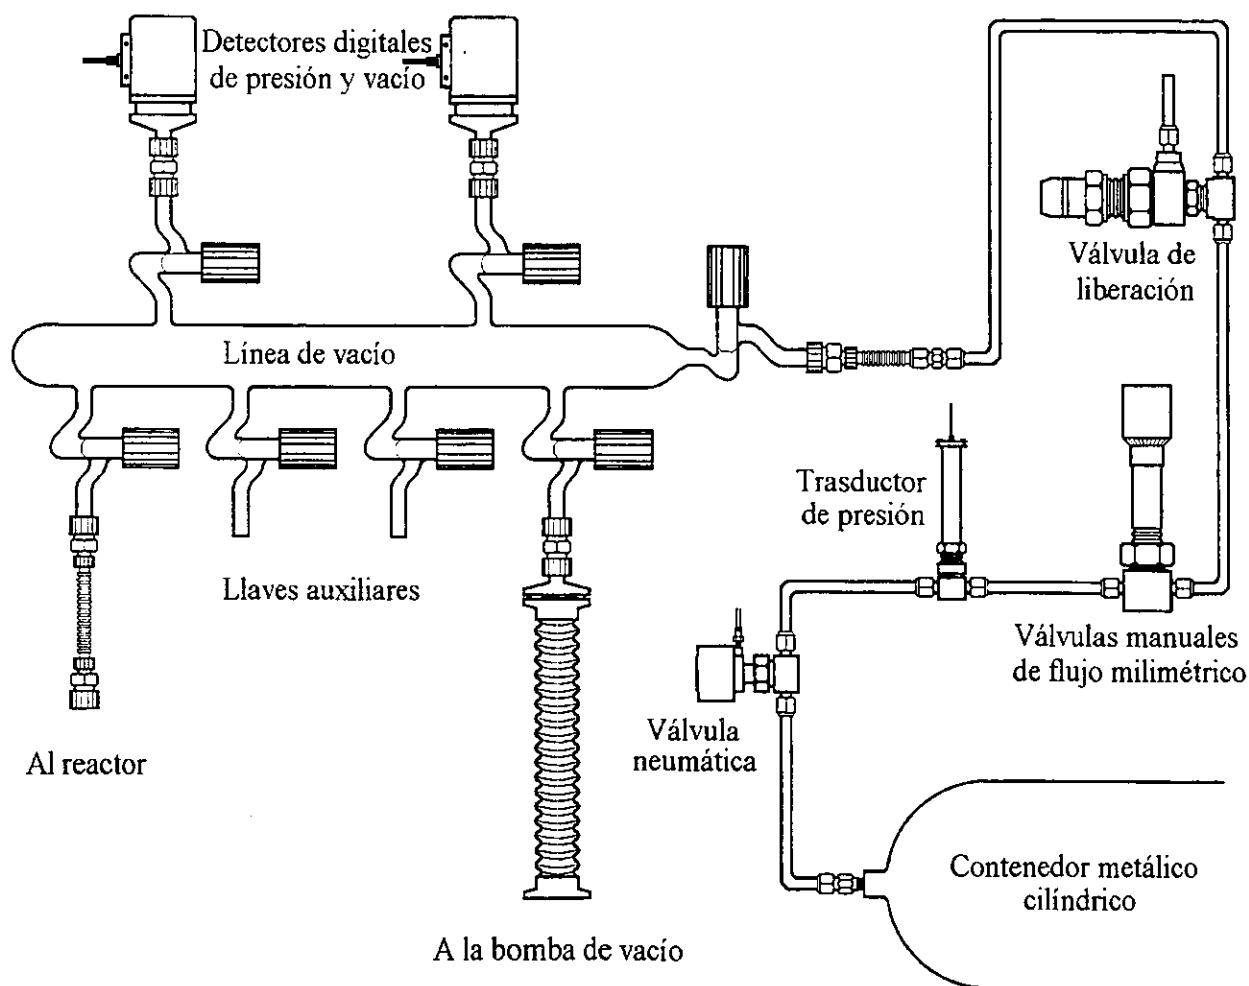 Detectores digitales
de presión y vacío
Válvula de
liberación
Línea de vacío
Trasductor
de presión
Llaves auxiliares
Válvulas manuales
de flujo milimétrico
Válvula
neumática
Al reactor
Contenedor metálico
cilíndrico
A la bomba de vacío